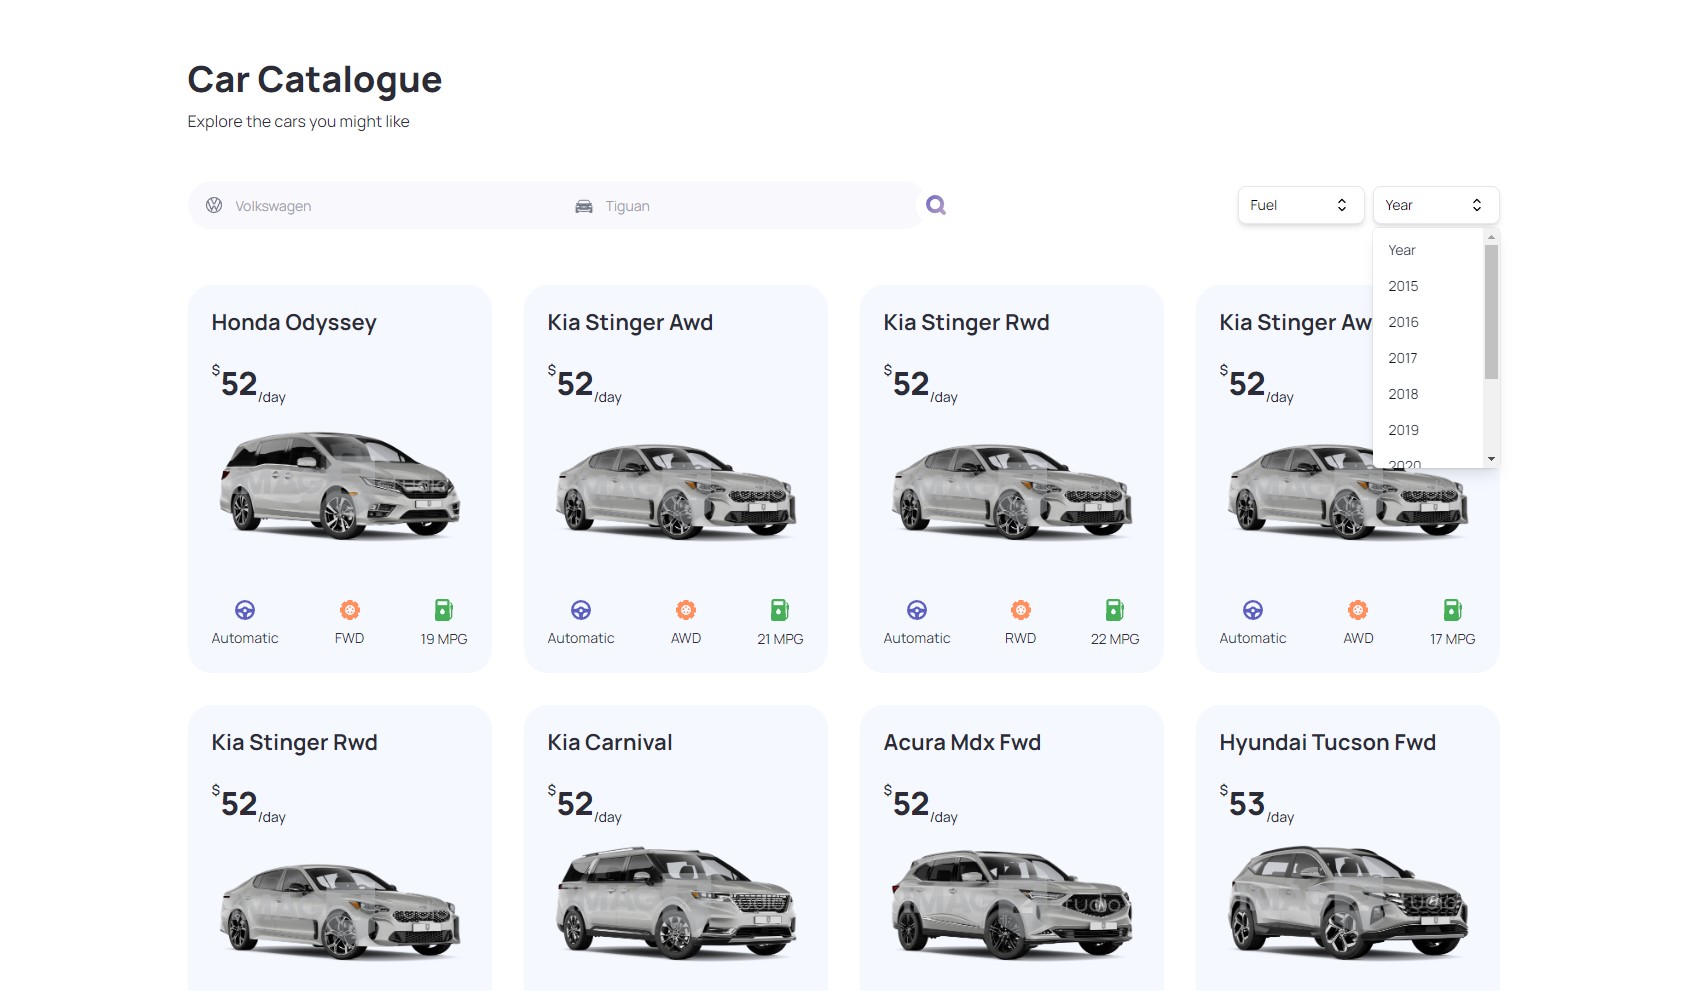 Car Catalogue
Explore the cars you might like
Volkswagen
Tiguan
Fuel
Year
Year
2015
2016
2017
2018
2019
2020
Honda Odyssey
$52/day
Automatic
FWD
19 MPG
Kia Stinger Awd
$52/day
Automatic
AWD
21 MPG
Kia Stinger Rwd
$52/day
Automatic
RWD
22 MPG
Kia Stinger Aw
$52/day
Automatic
AWD
17 MPG
Kia Stinger Rwd
$52/day
Kia Carnival
$52/day
Acura Mdx Fwd
$52/day
Hyundai Tucson Fwd
$53/day